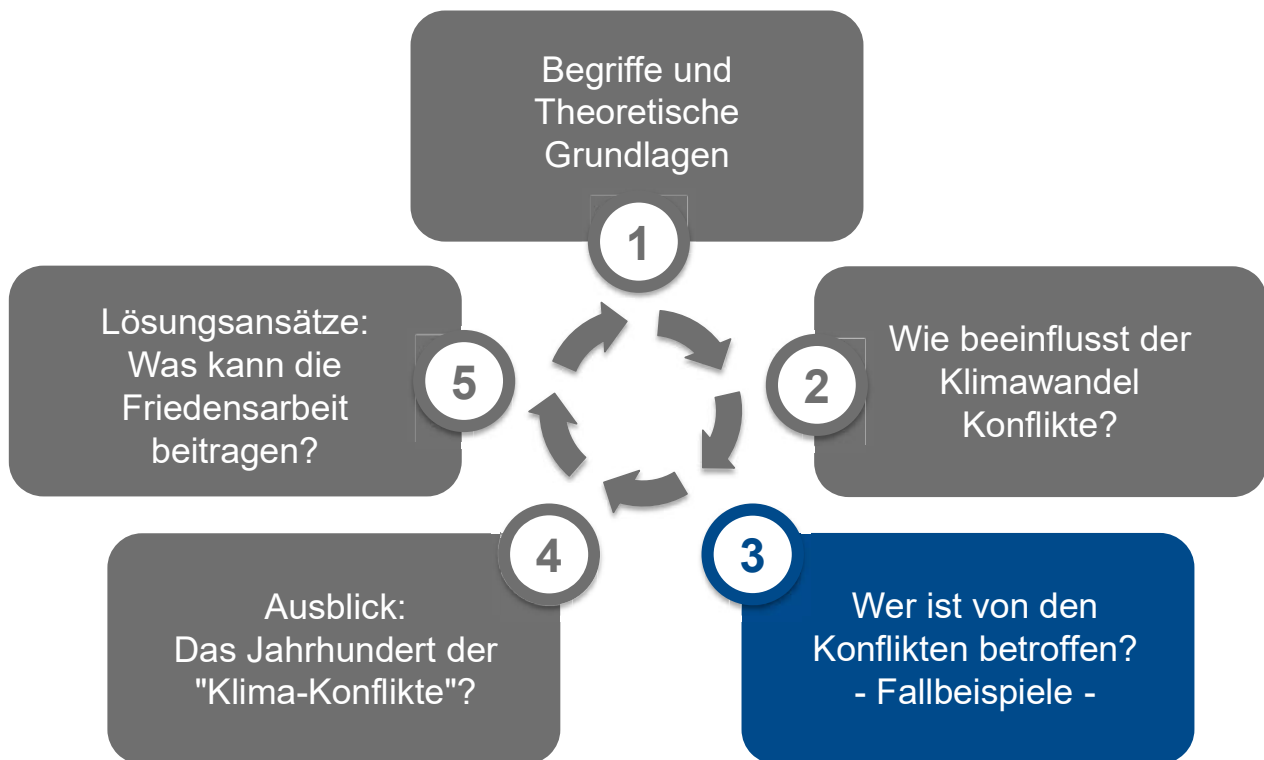 Begriffe und
Theoretische
Grundlagen
1
Wie beeinflusst der
Klimawandel
Konflikte?
2
Wer ist von den
Konflikten betroffen?
- Fallbeispiele -
3
Ausblick:
Das Jahrhundert der
"Klima-Konflikte"?
4
Lösungsansätze:
Was kann die
Friedensarbeit
beitragen?
5